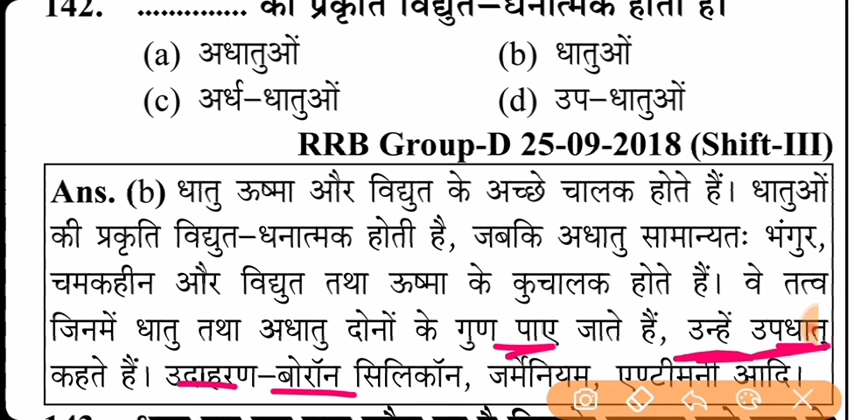 142. .............. की प्रकृति विद्युत–धनात्मक होती है।
(a) अधातुओं (b) धातुओं
(c) अर्ध–धातुओं (d) उप–धातुओं
RRB Group-D 25-09-2018 (Shift-III)
Ans. (b) धातु ऊष्मा और विद्युत के अच्छे चालक होते हैं। धातुओं
की प्रकृति विद्युत–धनात्मक होती है, जबकि अधातु सामान्यतः भंगुर,
चमकहीन और विद्युत तथा ऊष्मा के कुचालक होते हैं। वे तत्व
जिनमें धातु तथा अधातु दोनों के गुण पाए जाते हैं, उन्हें उपधातु
कहते हैं। उदाहरण–बोरॉन सिलिकॉन, जर्मेनियम, एण्टीमनी आदि।